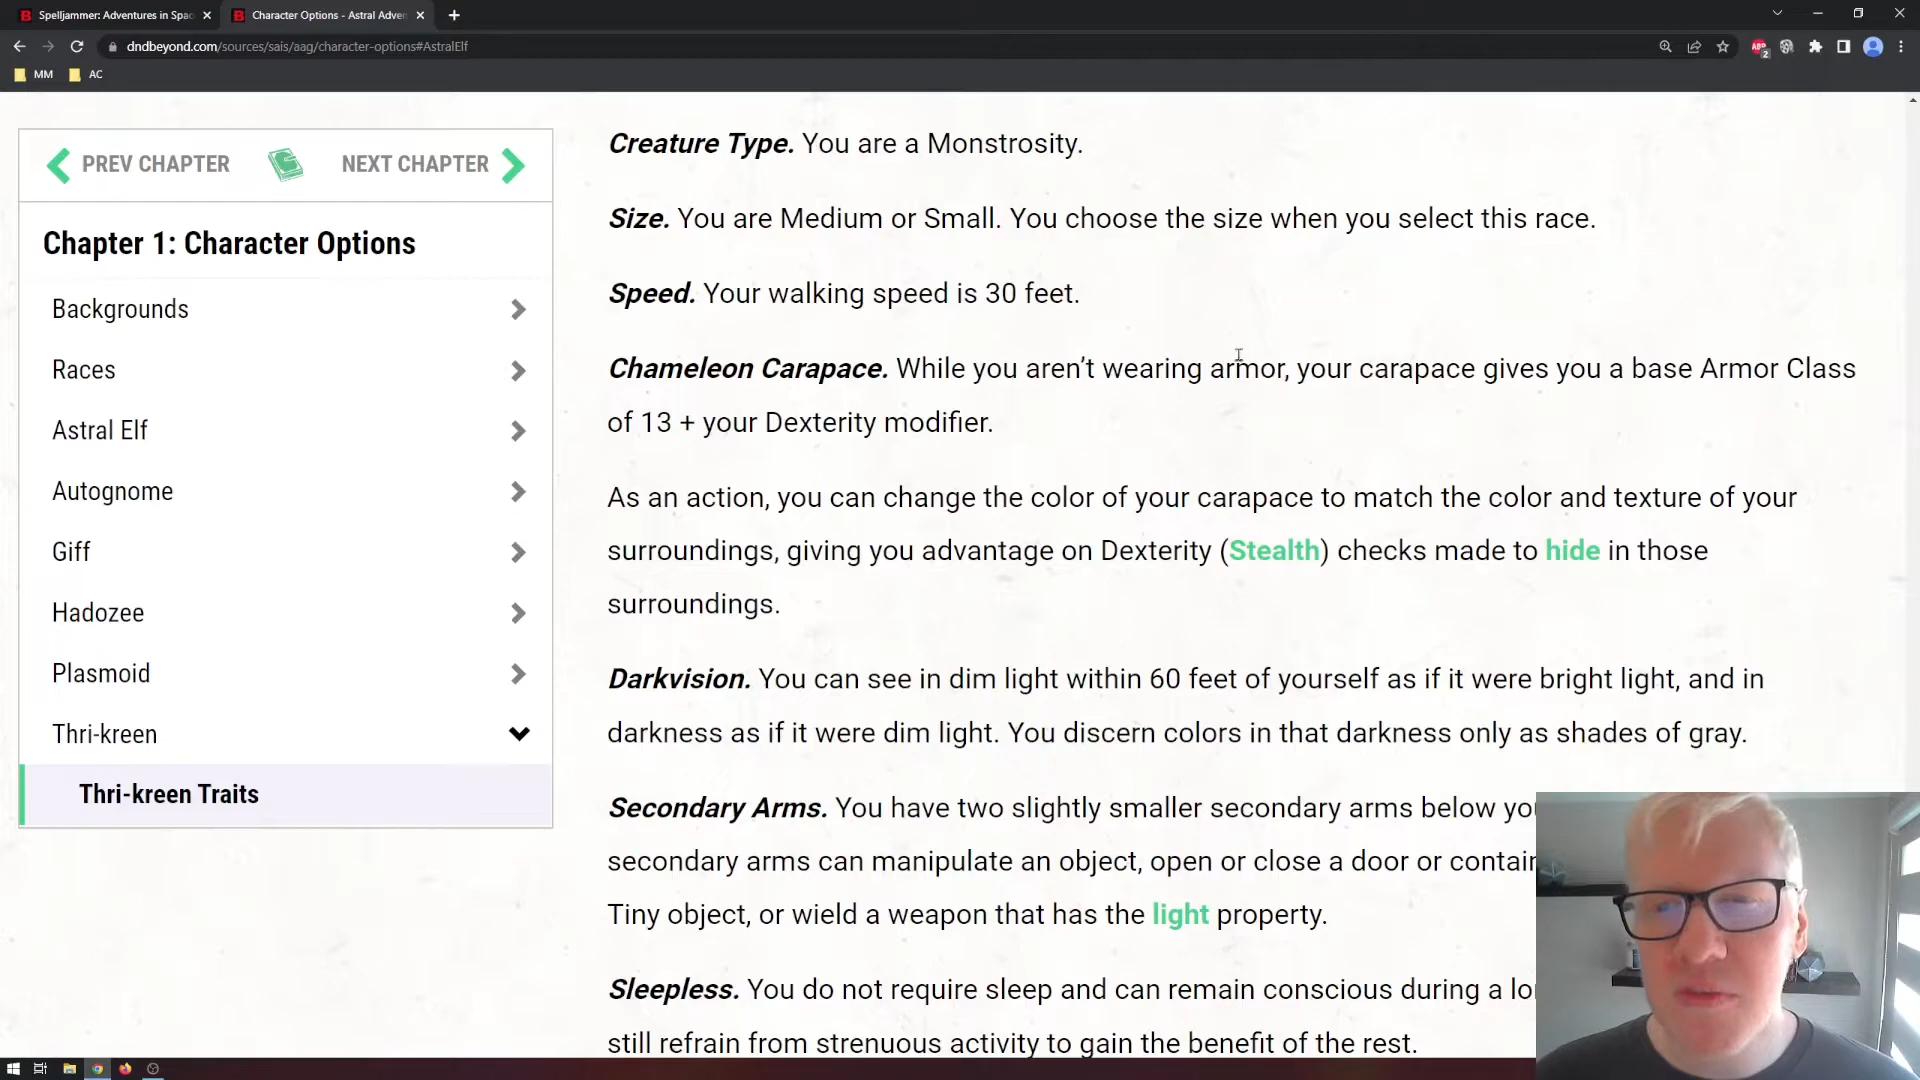 Spelljammer: Adventures in Spac
Character Options - Astral Adven
dndbeyond.com/sources/sais/aag/character-options#AstralElf
ABP
2
MM
AC
PREV CHAPTER
NEXT CHAPTER
Chapter 1: Character Options
Backgrounds
Races
Astral Elf
Autognome
Giff
Hadozee
Plasmoid
Thri-kreen
Thri-kreen Traits
Creature Type. You are a Monstrosity.
Size. You are Medium or Small. You choose the size when you select this race.
Speed. Your walking speed is 30 feet.
Chameleon Carapace. While you aren’t wearing armor, your carapace gives you a base Armor Class
of 13 + your Dexterity modifier.
As an action, you can change the color of your carapace to match the color and texture of your
surroundings, giving you advantage on Dexterity (Stealth) checks made to hide in those
surroundings.
Darkvision. You can see in dim light within 60 feet of yourself as if it were bright light, and in
darkness as if it were dim light. You discern colors in that darkness only as shades of gray.
Secondary Arms. You have two slightly smaller secondary arms below yo
secondary arms can manipulate an object, open or close a door or contain
Tiny object, or wield a weapon that has the light property.
Sleepless. You do not require sleep and can remain conscious during a lo
still refrain from strenuous activity to gain the benefit of the rest.